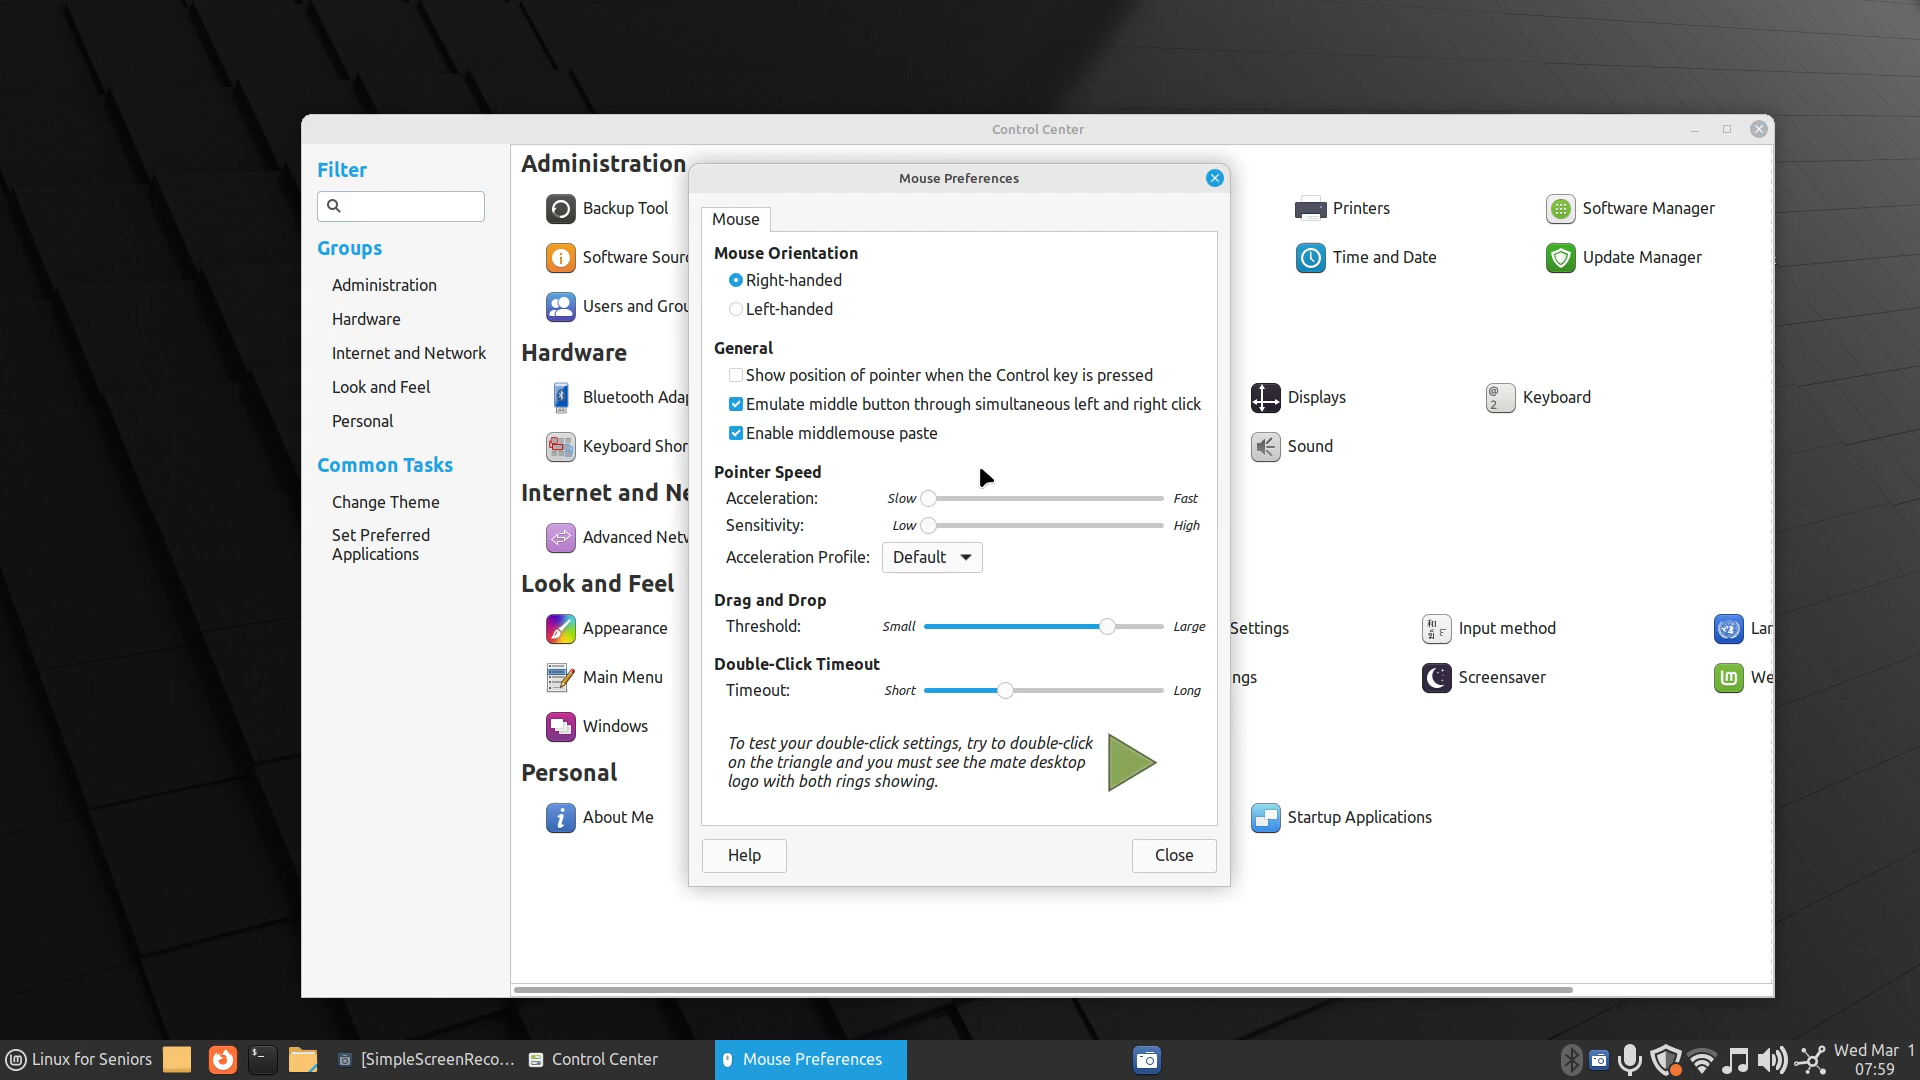 Control Center
Filter
Groups
Administration
Hardware
Internet and Network
Look and Feel
Personal
Common Tasks
Change Theme
Set Preferred
Applications
Administration
Backup Tool
Printers
Software Manager
Software Sourc
Time and Date
Update Manager
Users and Grou
Hardware
Bluetooth Adap
Displays
@
2
Keyboard
Keyboard Shor
Sound
Internet and Ne
Advanced Netw
Look and Feel
Appearance
Settings
Input method
Lan
Main Menu
ngs
Screensaver
We
Windows
Personal
About Me
Startup Applications
Mouse Preferences
Mouse
Mouse Orientation
Right-handed
Left-handed
General
Show position of pointer when the Control key is pressed
Emulate middle button through simultaneous left and right click
Enable middlemouse paste
Pointer Speed
Acceleration: Slow Fast
Sensitivity: Low High
Acceleration Profile: Default
Drag and Drop
Threshold: Small Large
Double-Click Timeout
Timeout: Short Long
To test your double-click settings, try to double-click
on the triangle and you must see the mate desktop
logo with both rings showing.
Help
Close
Linux for Seniors
[SimpleScreenReco...
Control Center
Mouse Preferences
Wed Mar 1
07:59